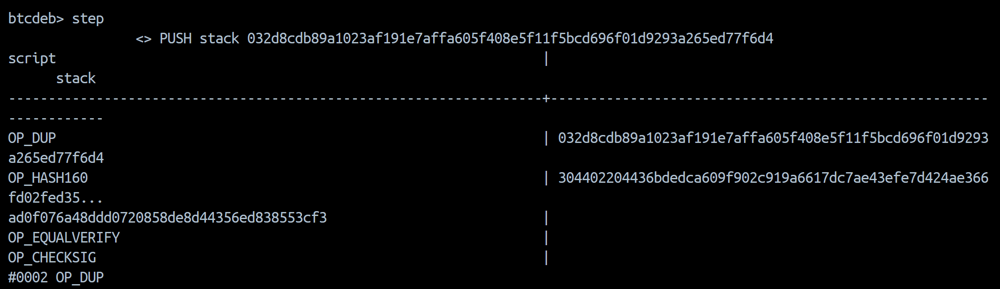 btcdeb> step
                <> PUSH stack 032d8cdb89a1023af191e7affa605f408e5f11f5bcd696f01d9293a265ed77f6d4
script                                                             |
      stack
-------------------------------------------------------------------+-------------------------------------------------------
------------
OP_DUP                                                             | 032d8cdb89a1023af191e7affa605f408e5f11f5bcd696f01d9293
a265ed77f6d4
OP_HASH160                                                         | 304402204436bdedca609f902c919a6617dc7ae43efe7d424ae366
fd02fed35...
ad0f076a48ddd0720858de8d44356ed838553cf3                           |
OP_EQUALVERIFY                                                     |
OP_CHECKSIG                                                        |
#0002 OP_DUP